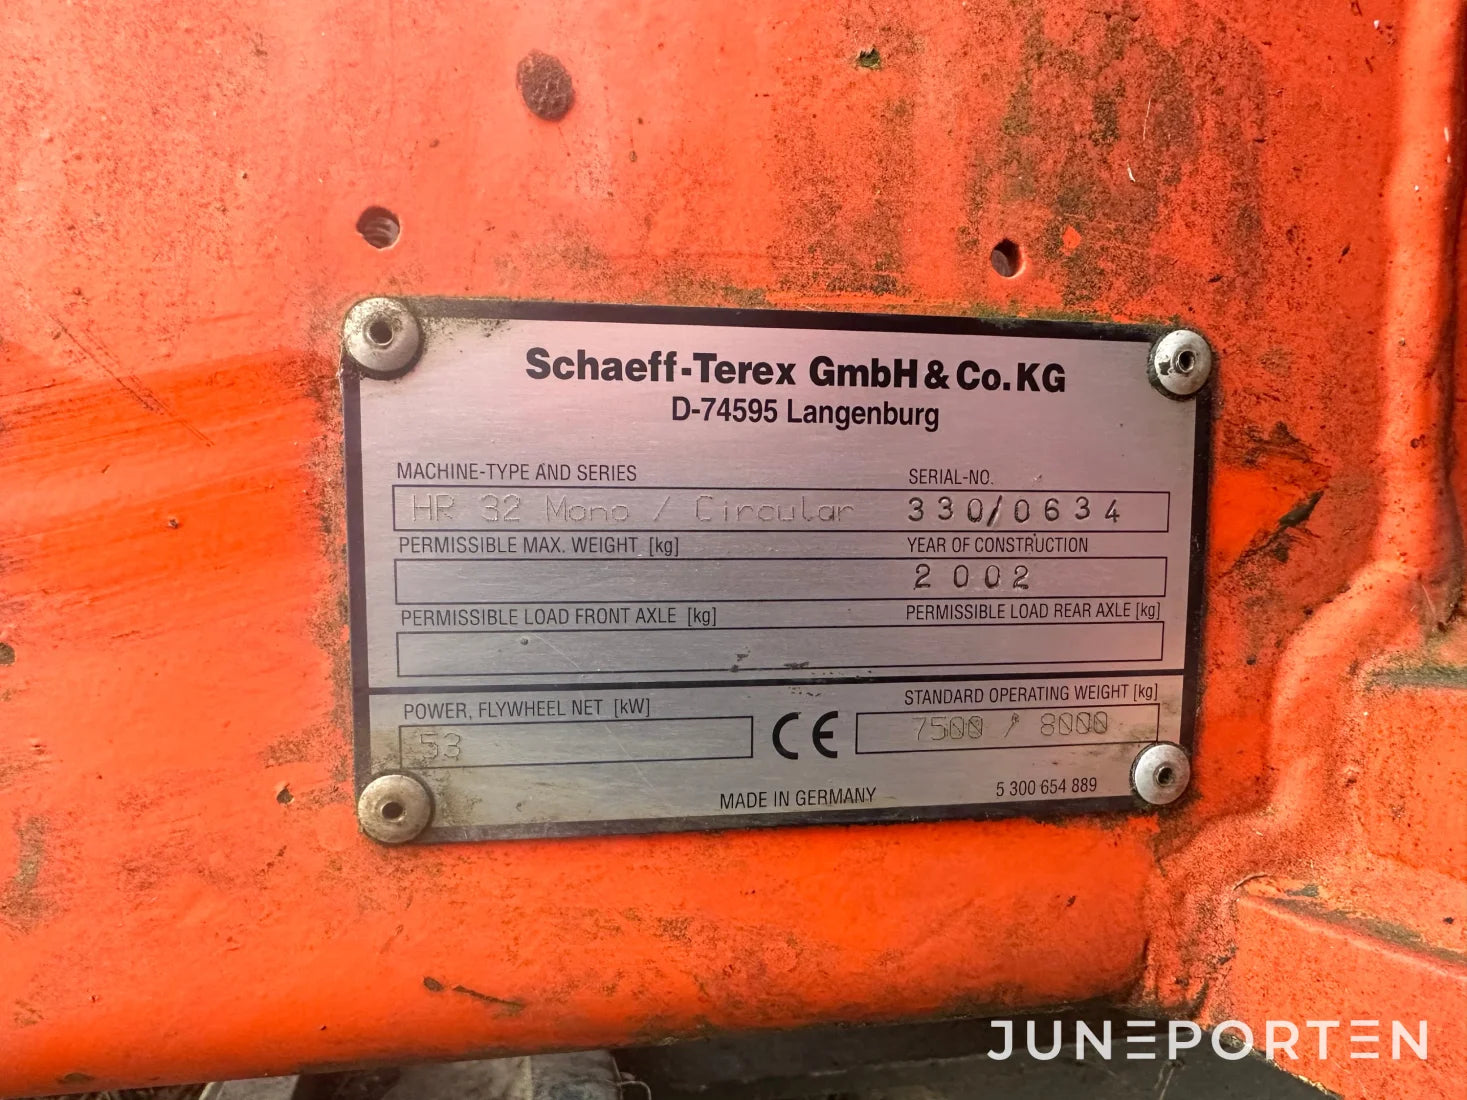 Schaeff-Terex GmbH & Co. KG
D-74595 Langenburg
MACHINE-TYPE AND SERIES SERIAL-NO.
HR 32 Mono / Circular 330/0634
PERMISSIBLE MAX. WEIGHT [kg] YEAR OF CONSTRUCTION
2002
PERMISSIBLE LOAD FRONT AXLE [kg] PERMISSIBLE LOAD REAR AXLE [kg]
POWER, FLYWHEEL NET [kW] STANDARD OPERATING WEIGHT [kg]
53 CE 7500 / 8000
MADE IN GERMANY 5 300 654 889
JUNEPORTEN